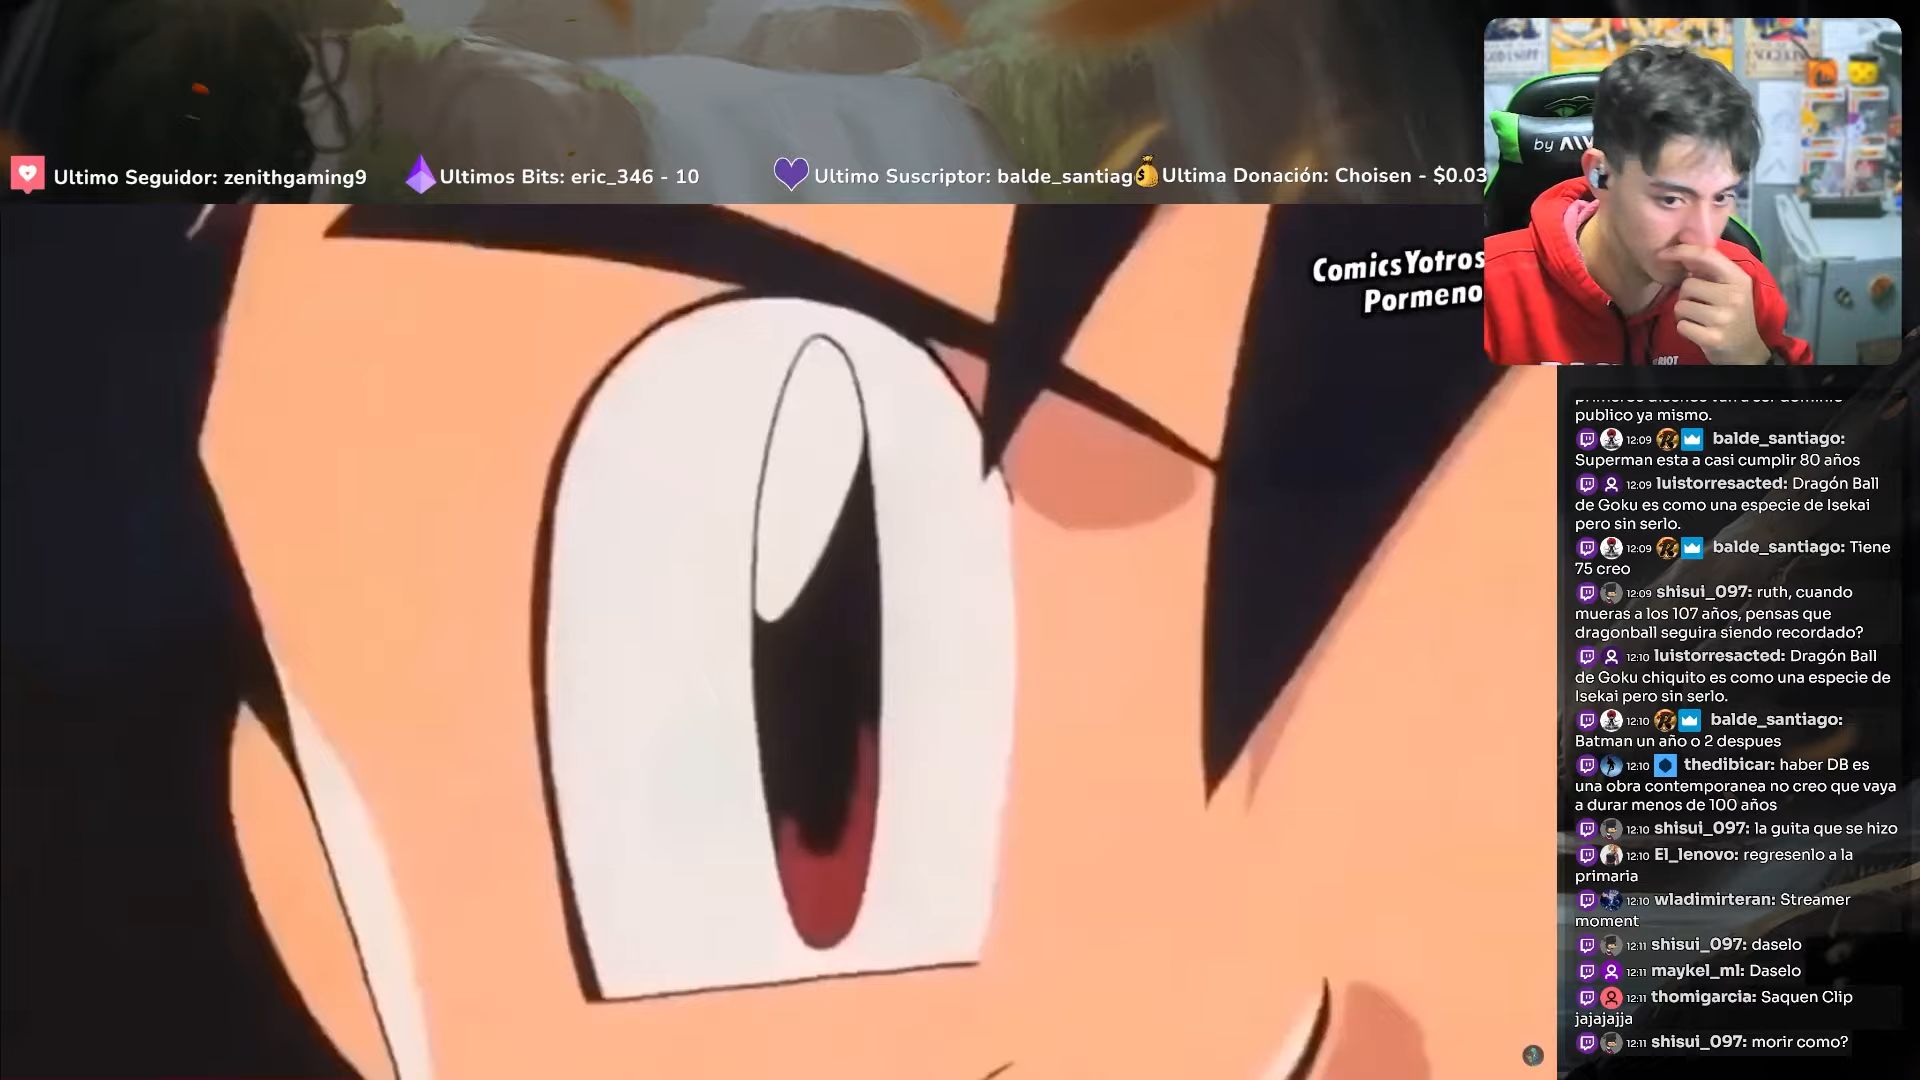 Ultimo Seguidor: zenithgaming9
Ultimos Bits: eric_346 - 10
Ultimo Suscriptor: balde_santiag
Ultima Donación: Choisen - $0.03
ComicsYotros
Pormeno
by
RIOT
publico ya mismo.
12:09 balde_santiago:
Superman esta a casi cumplir 80 años
12:09 luistorresacted: Dragón Ball
de Goku es como una especie de Isekai
pero sin serlo.
12:09 balde_santiago: Tiene
75 creo
12:09 shisui_097: ruth, cuando
mueras a los 107 años, pensas que
dragonball seguira siendo recordado?
12:10 luistorresacted: Dragón Ball
de Goku chiquito es como una especie de
Isekai pero sin serlo.
12:10 balde_santiago:
Batman un año o 2 despues
12:10 thedibicar: haber DB es
una obra contemporanea no creo que vaya
a durar menos de 100 años
12:10 shisui_097: la guita que se hizo
12:10 El_lenovo: regresenlo a la
primaria
12:10 wladimirteran: Streamer
moment
12:11 shisui_097: daselo
12:11 maykel_ml: Daselo
12:11 thomigarcia: Saquen Clip
jajajajja
12:11 shisui_097: morir como?